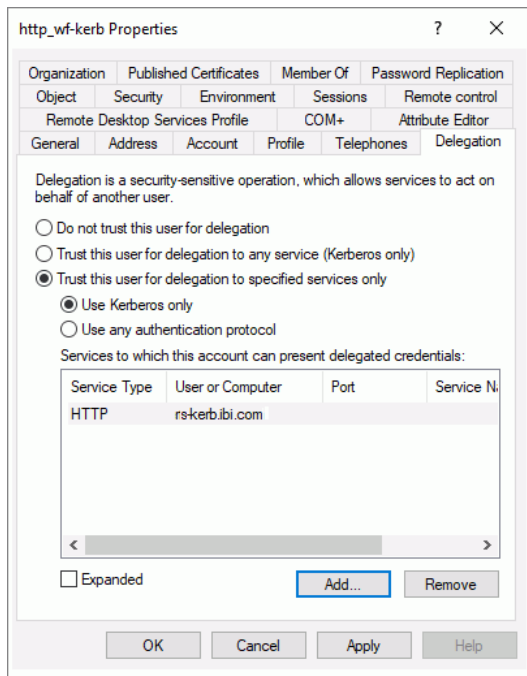 http_wf-kerb Properties ? ×
Organization Published Certificates Member Of Password Replication
Object Security Environment Sessions Remote control
Remote Desktop Services Profile COM+ Attribute Editor
General Address Account Profile Telephones Delegation
Delegation is a security-sensitive operation, which allows services to act on
behalf of another user.
Do not trust this user for delegation
Trust this user for delegation to any service (Kerberos only)
Trust this user for delegation to specified services only
Use Kerberos only
Use any authentication protocol
Services to which this account can present delegated credentials:
Service Type User or Computer Port Service Na
HTTP rs-kerb.ibi.com
Expanded Add... Remove
OK Cancel Apply Help